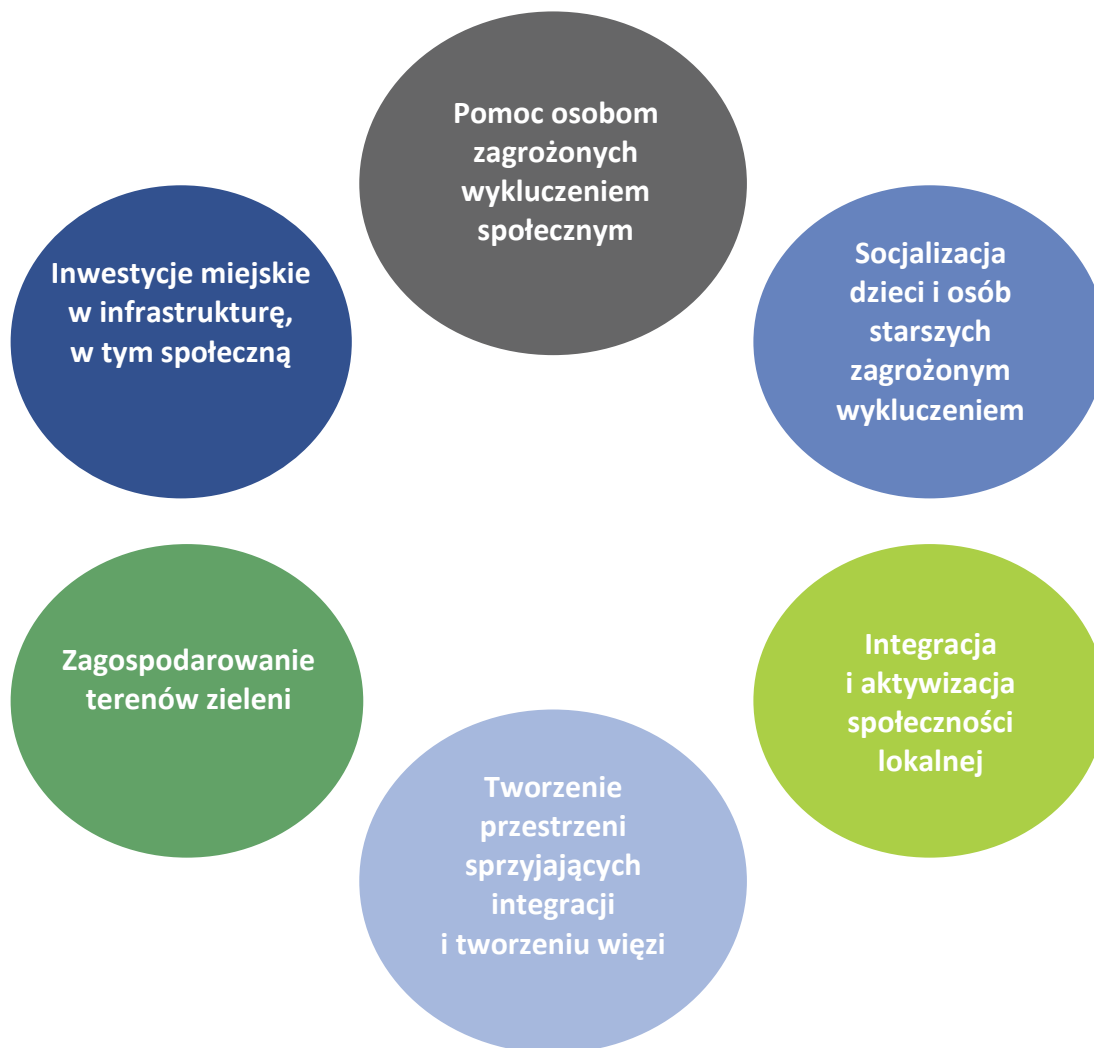 Pomoc osobom
zagrożonych
wykluczeniem
społecznym
Inwestycje miejskie
w infrastrukturę,
w tym społeczną
Socjalizacja
dzieci i osób
starszych
zagrożonym
wykluczeniem
Zagospodarowanie
terenów zieleni
Integracja
i aktywizacja
społeczności
lokalnej
Tworzenie
przestrzeni
sprzyjających
integracji
i tworzeniu więzi